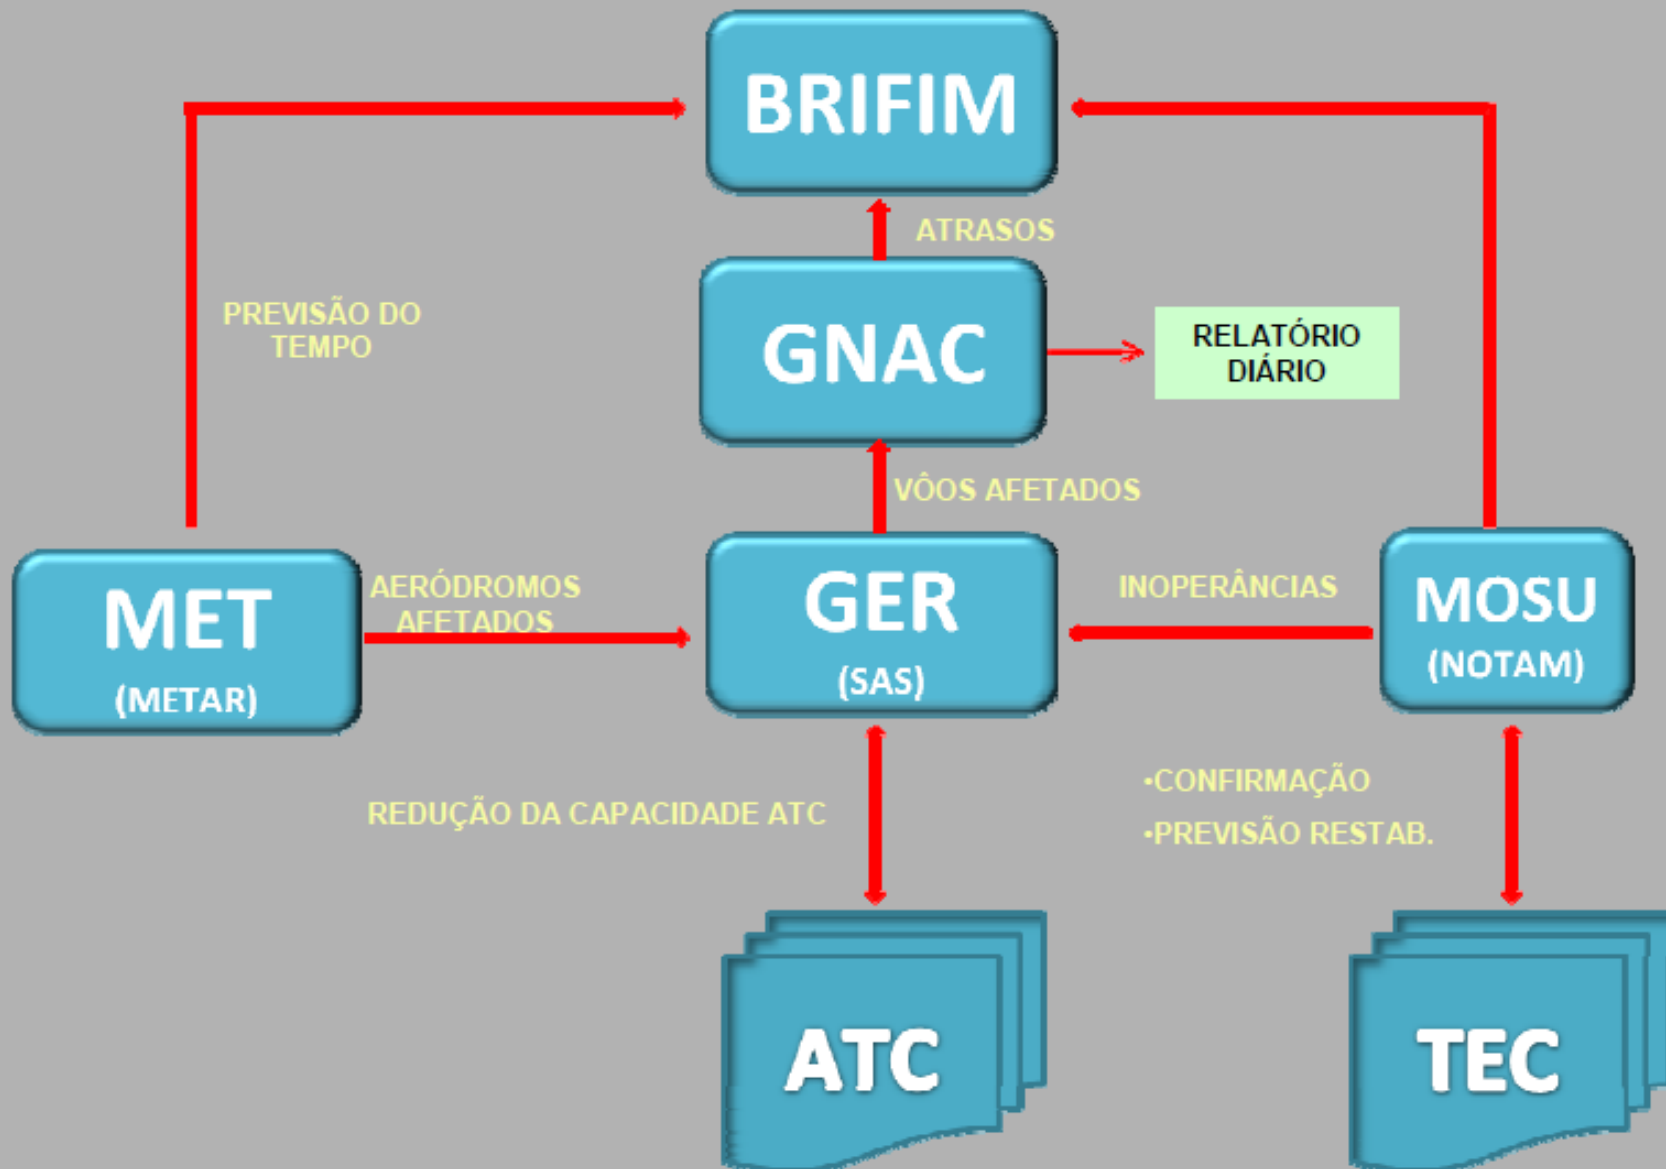 BRIFIM
ATRASOS
PREVISÃO DO
TEMPO
GNAC
RELATÓRIO
DIÁRIO
VÔOS AFETADOS
MET
(METAR)
AERÓDROMOS
AFETADOS
GER
(SAS)
INOPERÂNCIAS
MOSU
(NOTAM)
REDUÇÃO DA CAPACIDADE ATC
•CONFIRMAÇÃO
•PREVISÃO RESTAB.
ATC
TEC